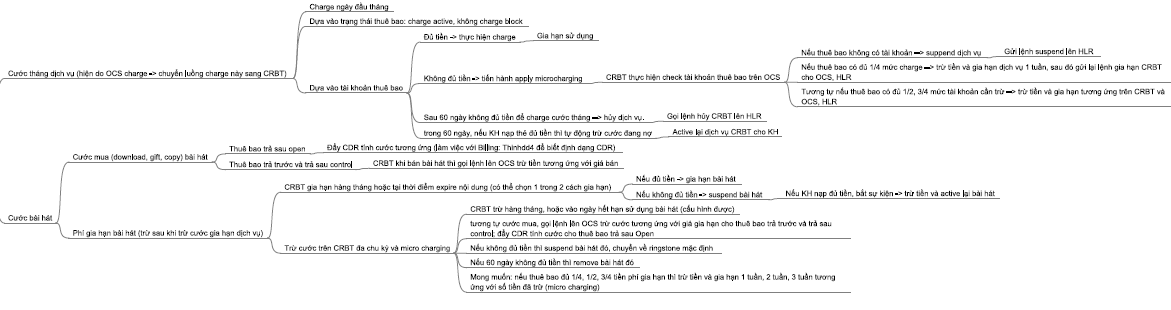 Charge ngày đầu tháng
Dựa vào trạng thái thuê bao: charge active, không charge block
Đủ tiền -> thực hiện charge
Gia hạn sử dụng
Cước tháng dịch vụ (hiện do OCS charge => chuyển luồng charge này sang CRBT)
Dựa vào tài khoản thuê bao
Không đủ tiền -> tiến hành apply microcharging
CRBT thực hiện check tài khoản thuê bao trên OCS
Nếu thuê bao không có tài khoản => suppend dịch vụ
Gửi lệnh suspend lên HLR
Nếu thuê bao có đủ 1/4 mức charge => trừ tiền và gia hạn dịch vụ 1 tuần, sau đó gửi lại lệnh gia hạn CRBT
cho OCS, HLR
Tương tự nếu thuê bao có đủ 1/2, 3/4 mức tài khoản cần trừ => trừ tiền và gia hạn tương ứng trên CRBT và
OCS, HLR
Sau 60 ngày không đủ tiền để charge cước tháng => hủy dịch vụ.
Gọi lệnh hủy CRBT lên HLR
trong 60 ngày, nếu KH nạp thẻ đủ tiền thì tự động trừ cước đang nợ
Active lại dịch vụ CRBT cho KH
Cước bài hát
Cước mua (download, gift, copy) bài hát
Thuê bao trả sau open
Đẩy CDR tính cước tương ứng (làm việc với Billing: Thinhdd4 để biết định dạng CDR)
Thuê bao trả trước và trả sau control
CRBT khi bán bài hát thì gọi lệnh lên OCS trừ tiền tương ứng với giá bán
Phí gia hạn bài hát (trừ sau khi trừ cước gia hạn dịch vụ)
CRBT gia hạn hàng tháng hoặc tại thời điểm expire nội dung (có thể chọn 1 trong 2 cách gia hạn)
Nếu đủ tiền -> gia hạn bài hát
Nếu không đủ tiền -> suspend bài hát
Nếu KH nạp đủ tiền, bắt sự kiện -> trừ tiền và active lại bài hát
Trừ cước trên CRBT đa chu kỳ và micro charging
CRBT trừ hàng tháng, hoặc vào ngày hết hạn sử dụng bài hát (cấu hình được)
tương tự cước mua, gọi lệnh lên OCS trừ cước tương ứng với giá gia hạn cho thuê bao trả trước và trả sau
control; đẩy CDR tính cước cho thuê bao trả sau Open
Nếu không đủ tiền thì suspend bài hát đó, chuyển về ringstone mặc định
Nếu 60 ngày không đủ tiền thì remove bài hát đó
Mong muốn: nếu thuê bao đủ 1/4, 1/2, 3/4 tiền phí gia hạn thì trừ tiền và gia hạn 1 tuần, 2 tuần, 3 tuần tương
ứng với số tiền đã trừ (micro charging)